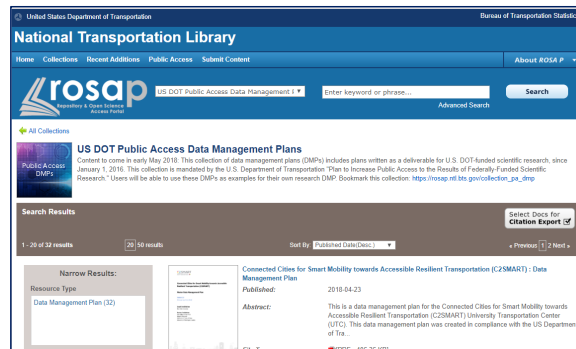 United States Department of Transportation
Bureau of Transportation Statistic
National Transportation Library
Home Collections Recent Additions Public Access Submit Content
About ROSA P
rosap
Repository & Open Science
Access Portal
US DOT Public Access Data Management P
Enter keyword or phrase...
Search
Advanced Search
All Collections
Public Access
DMPs
US DOT Public Access Data Management Plans
Content to come in early May 2018: This collection of data management plans (DMPs) includes plans written as a deliverable for U.S. DOT-funded scientific research, since
January 1, 2016. This collection is mandated by the U.S. Department of Transportation "Plan to Increase Public Access to the Results of Federally-Funded Scientific
Research." Users will be able to use these DMPs as examples for their own research DMP. Bookmark this collection: https://rosap.ntl.bts.gov/collection_pa_dmp
Search Results
Select Docs for
Citation Export
1 - 20 of 32 results
20 50 results
Sort By: Published Date(Desc.)
« Previous 1 2 Next »
Narrow Results:
Resource Type
Data Management Plan (32)
Connected Cities for Smart Mobility towards Accessible Resilient Transportation (C2SMART) : Data
Management Plan
Published: 2018-04-23
Abstract: This is a data management plan for the Connected Cities for Smart Mobility towards
Accessible Resilient Transportation (C2SMART) University Transportation Center
(UTC). This data management plan was created in compliance with the US Department
of Tra...